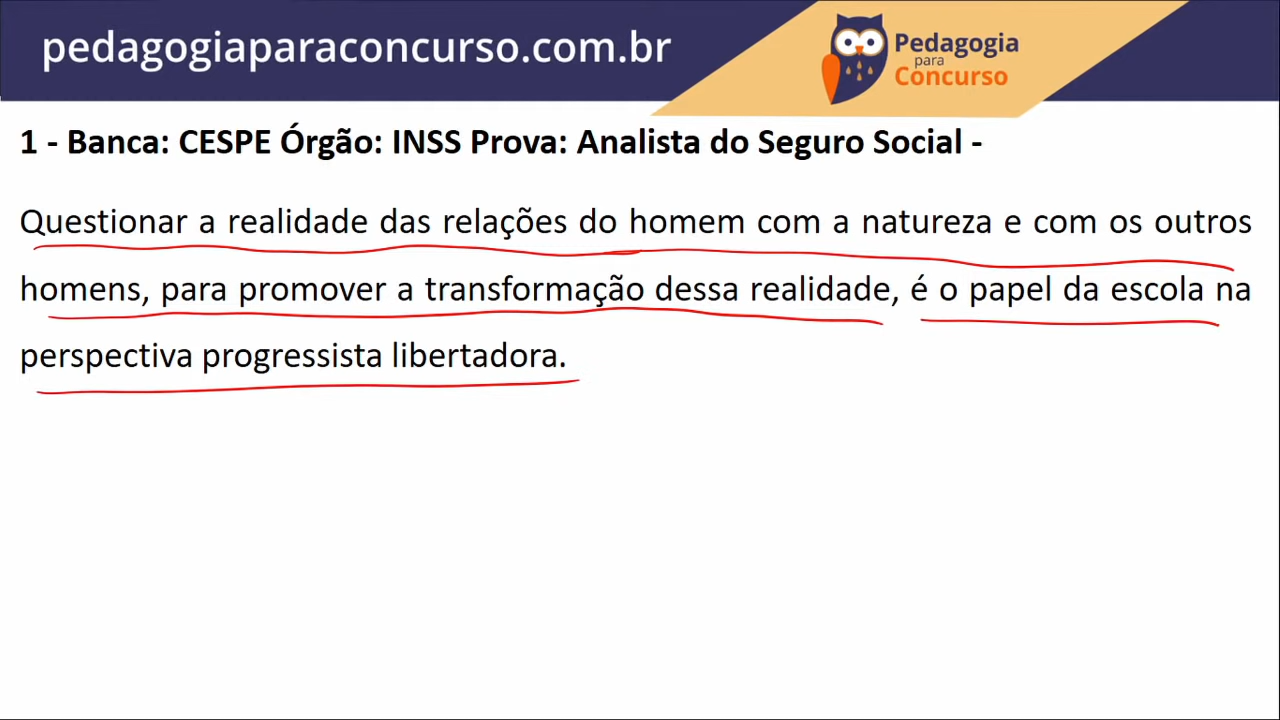 pedagogiaparaconcurso.com.br
Pedagogia
para
Concurso
1 - Banca: CESPE Órgão: INSS Prova: Analista do Seguro Social -
Questionar a realidade das relações do homem com a natureza e com os outros
homens, para promover a transformação dessa realidade, é o papel da escola na
perspectiva progressista libertadora.